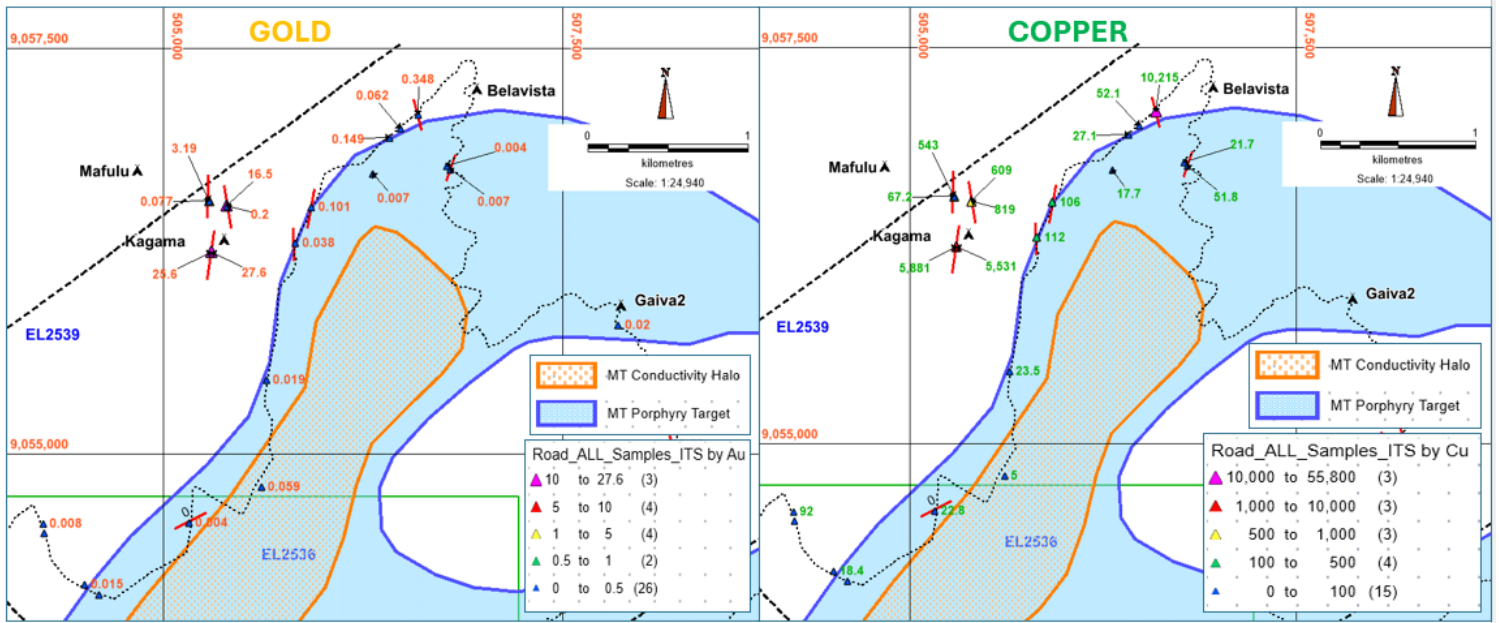 GOLD
9,057,500
505,000
507,500
N
0.348
0.062
0.149
Belavista
0 1
kilometres
Scale: 1:24,940
0.004
0.007
0.007
3.19
Mafulu
16.5
0.077
0.2
0.101
Kagama
0.038
25.6
27.6
Gaiva2
0.02
EL2539
MT Conductivity Halo
0.019
MT Porphyry Target
9,055,000
Road_ALL_Samples_ITS by Au
10 to 27.6 (3)
5 to 10 (4)
1 to 5 (4)
0.5 to 1 (2)
0 to 0.5 (26)
0.059
0
0.004
0.008
EL2536
0.015
COPPER
9,057,500
505,000
507,500
N
10,215
52.1
27.1
Belavista
0 1
kilometres
Scale: 1:24,940
21.7
51.8
17.7
543
Mafulu
609
67.2
819
106
Kagama
112
5,881
5,531
Gaiva2
EL2539
MT Conductivity Halo
23.5
MT Porphyry Target
9,055,000
Road_ALL_Samples_ITS by Cu
10,000 to 55,800 (3)
1,000 to 10,000 (3)
500 to 1,000 (3)
100 to 500 (4)
0 to 100 (15)
5
0
22.8
92
EL2536
18.4